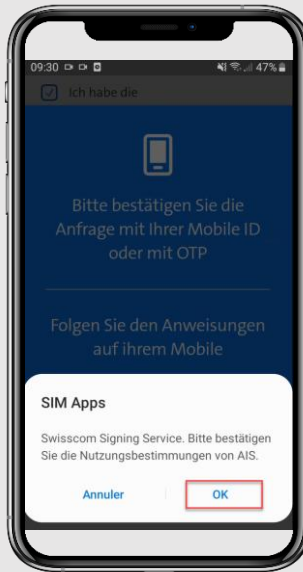 09:30 47%
Ich habe die
Bitte bestätigen Sie die
Anfrage mit Ihrer Mobile ID
oder mit OTP
Folgen Sie den Anweisungen
auf ihrem Mobile
SIM Apps
Swisscom Signing Service. Bitte bestätigen
Sie die Nutzungsbestimmungen von AIS.
Annuler OK